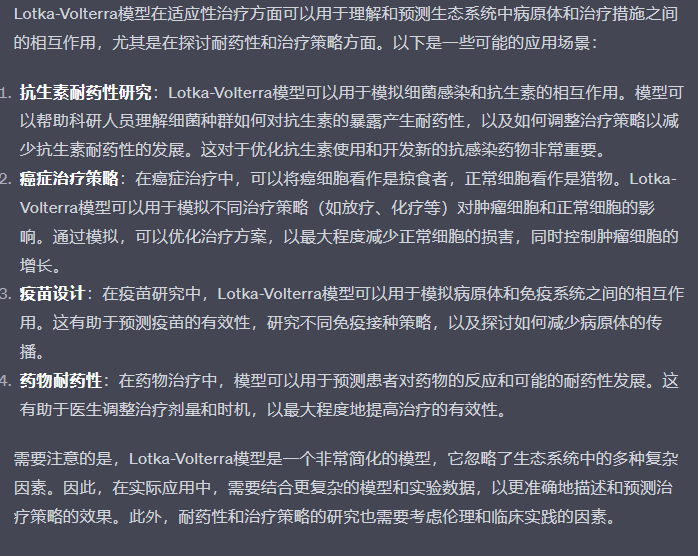 Lotka-Volterra模型在适应性治疗方面可以用于理解和预测生态系统中病原体和治疗措施之间
的相互作用，尤其是在探讨耐药性和治疗策略方面。以下是一些可能的应用场景：
1. 抗生素耐药性研究：Lotka-Volterra模型可以用于模拟细菌感染和抗生素的相互作用。模型可
以帮助科研人员理解细菌种群如何对抗生素的暴露产生耐药性，以及如何调整治疗策略以减
少抗生素耐药性的发展。这对于优化抗生素使用和开发新的抗感染药物非常重要。
2. 癌症治疗策略：在癌症治疗中，可以将癌细胞看作是掠食者，正常细胞看作是猎物。Lotka-
Volterra模型可以用于模拟不同治疗策略（如放疗、化疗等）对肿瘤细胞和正常细胞的影
响。通过模拟，可以优化治疗方案，以最大程度减少正常细胞的损害，同时控制肿瘤细胞的
增长。
3. 疫苗设计：在疫苗研究中，Lotka-Volterra模型可以用于模拟病原体和免疫系统之间的相互作
用。这有助于预测疫苗的有效性，研究不同免疫接种策略，以及探讨如何减少病原体的传
播。
4. 药物耐药性：在药物治疗中，模型可以用于预测患者对药物的反应和可能的耐药性发展。这
有助于医生调整治疗剂量和时机，以最大程度地提高治疗的有效性。
需要注意的是，Lotka-Volterra模型是一个非常简化的模型，它忽略了生态系统中的多种复杂
因素。因此，在实际应用中，需要结合更复杂的模型和实验数据，以更准确地描述和预测治
疗策略的效果。此外，耐药性和治疗策略的研究也需要考虑伦理和临床实践的因素。